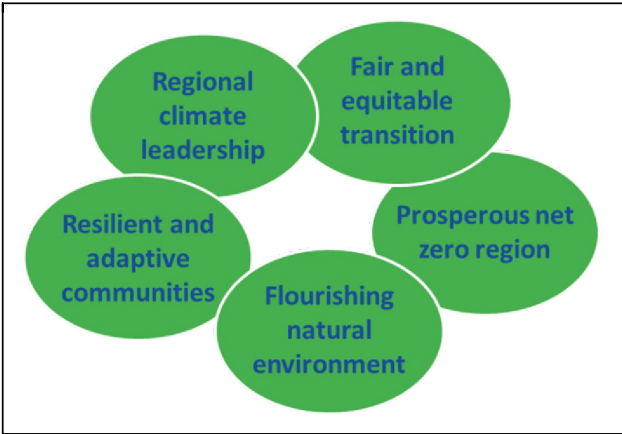 Regional
climate
leadership
Fair and
equitable
transition
Prosperous net
zero region
Flourishing
natural
environment
Resilient and
adaptive
communities